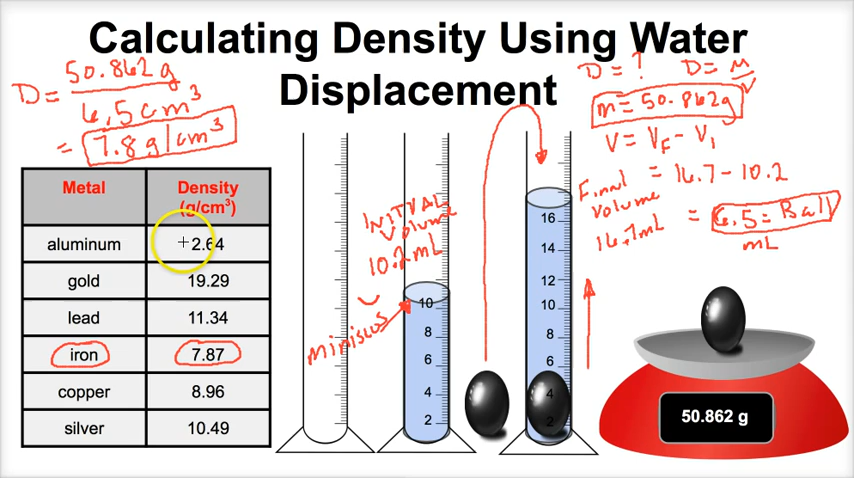 Calculating Density Using Water
Displacement
D = 50.862 g
6.5 cm³
= 7.8 g/cm³
D = ? D = M
V
m = 50.862 g
V = VF - VI
Final = 16.7 - 10.2
volume
16.7 mL = 6.5 = Ball
mL
Metal Density
(g/cm³)
aluminum 2.64
gold 19.29
lead 11.34
iron 7.87
copper 8.96
silver 10.49
INITIAL
Volume
10.2 mL
miniscus
10
8
6
4
2
16
14
12
10
8
6
4
2
50.862 g